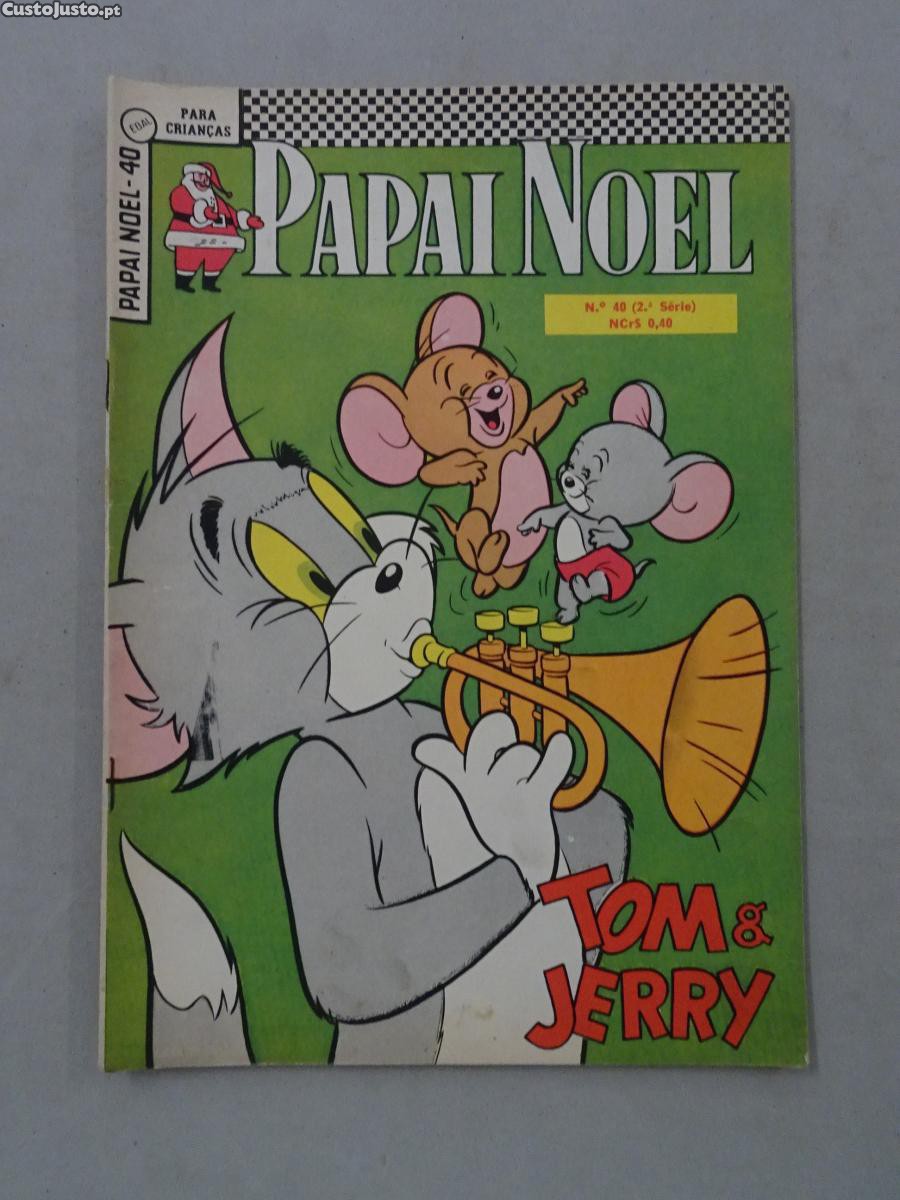 CustoJusto.pt
EBAL
PARA
CRIANÇAS
PAPAI NOEL - 40
PAPAI NOEL
N.º 40 (2.ª Série)
NCr$ 0,40
TOM &
JERRY